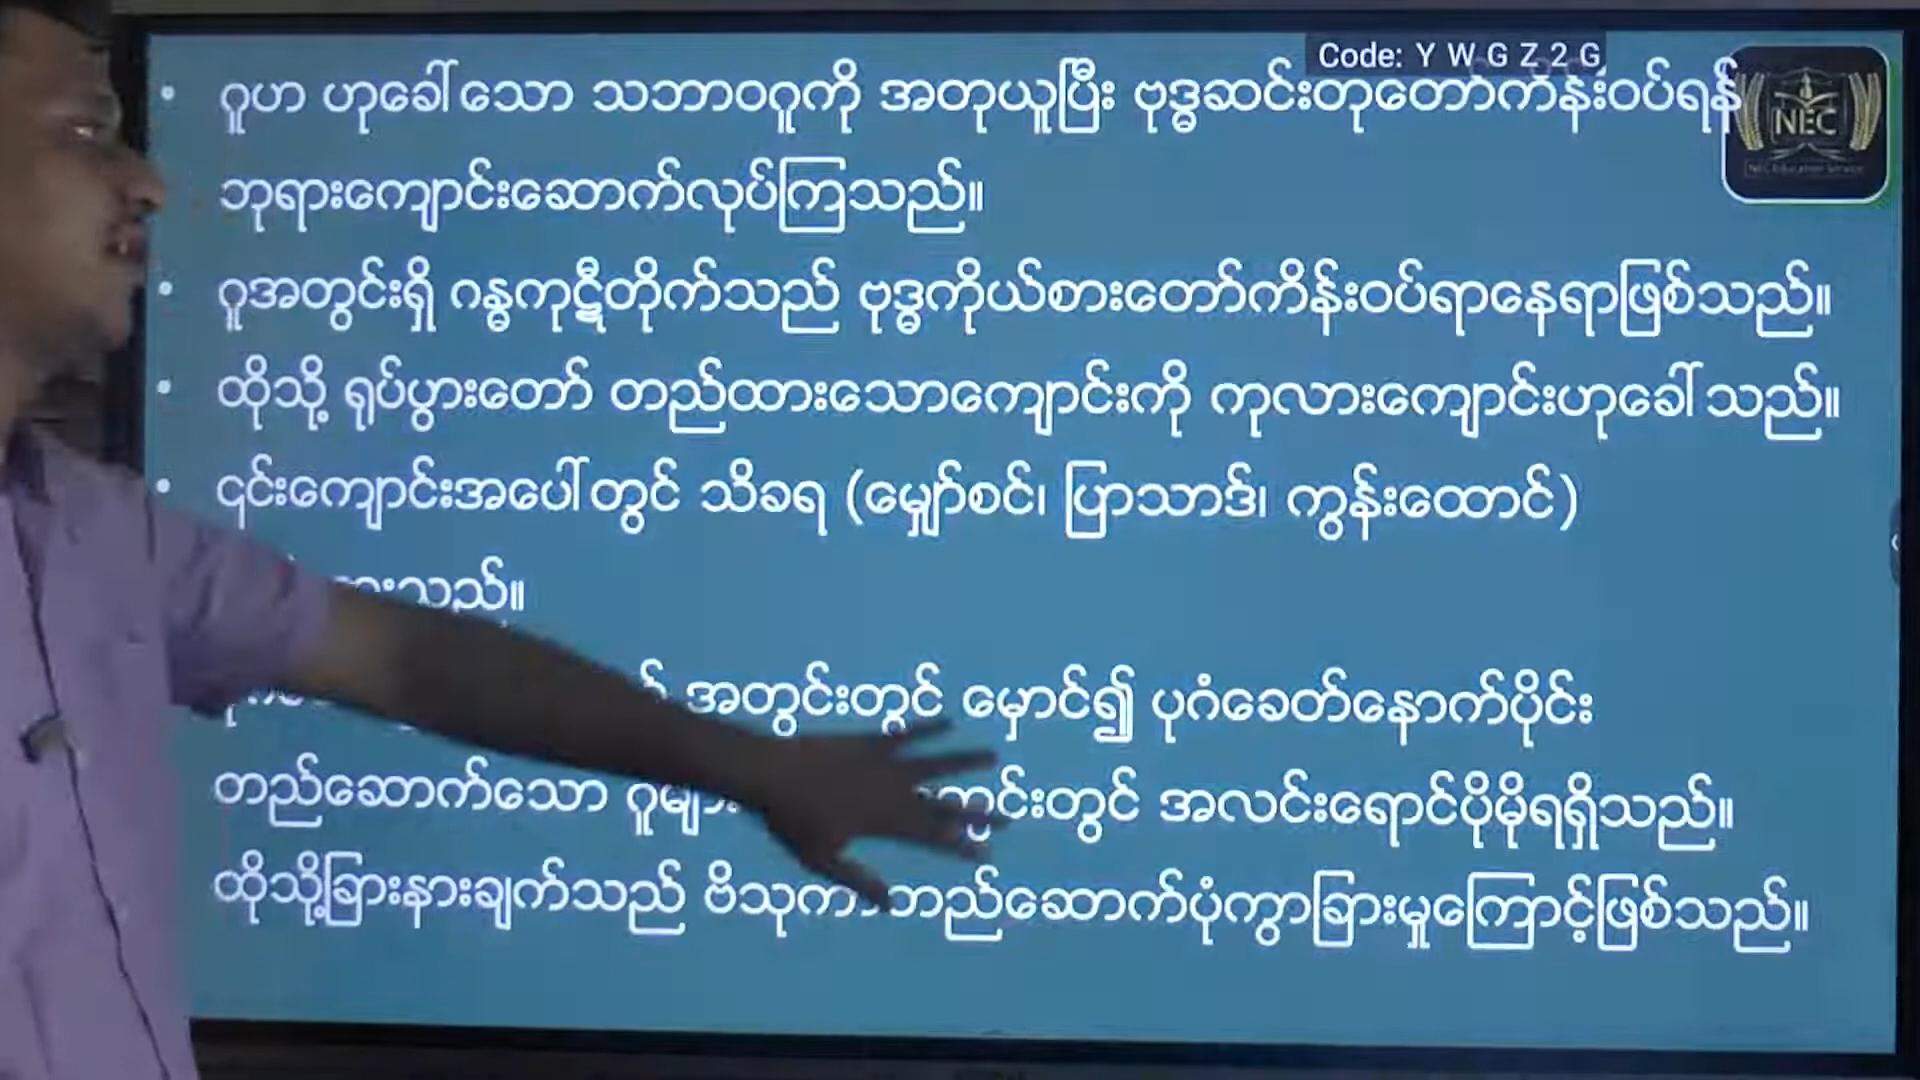 Code: Y W G Z 2 G
• ဂူဟ ဟုခေါ်သော သဘာဝဂူကို အတုယူပြီး ဗုဒ္ဓဆင်းတုတော်ကိန်းဝပ်ရန်
NEC
NEC Education Service
ဘုရားကျောင်းဆောက်လုပ်ကြသည်။
• ဂူအတွင်းရှိ ဂန္ဓကုဋီတိုက်သည် ဗုဒ္ဓကိုယ်စားတော်ကိန်းဝပ်ရာနေရာဖြစ်သည်။
• ထိုသို့ ရုပ်ပွားတော် တည်ထားသောကျောင်းကို ကုလားကျောင်းဟုခေါ်သည်။
• ၎င်းကျောင်းအပေါ်တွင် သိခရ (မျှော်စင်၊ ပြာသာဒ်၊ ကွန်းထောင်)
အတွင်းတွင် မှောင်၍ ပုဂံခေတ်နောက်ပိုင်း
တည်ဆောက်သော ဂူများ အလင်းရောင်ပိုမိုရရှိသည်။
ထိုသို့ခြားနားချက်သည် ဗိသုကာတည်ဆောက်ပုံကွာခြားမှုကြောင့်ဖြစ်သည်။